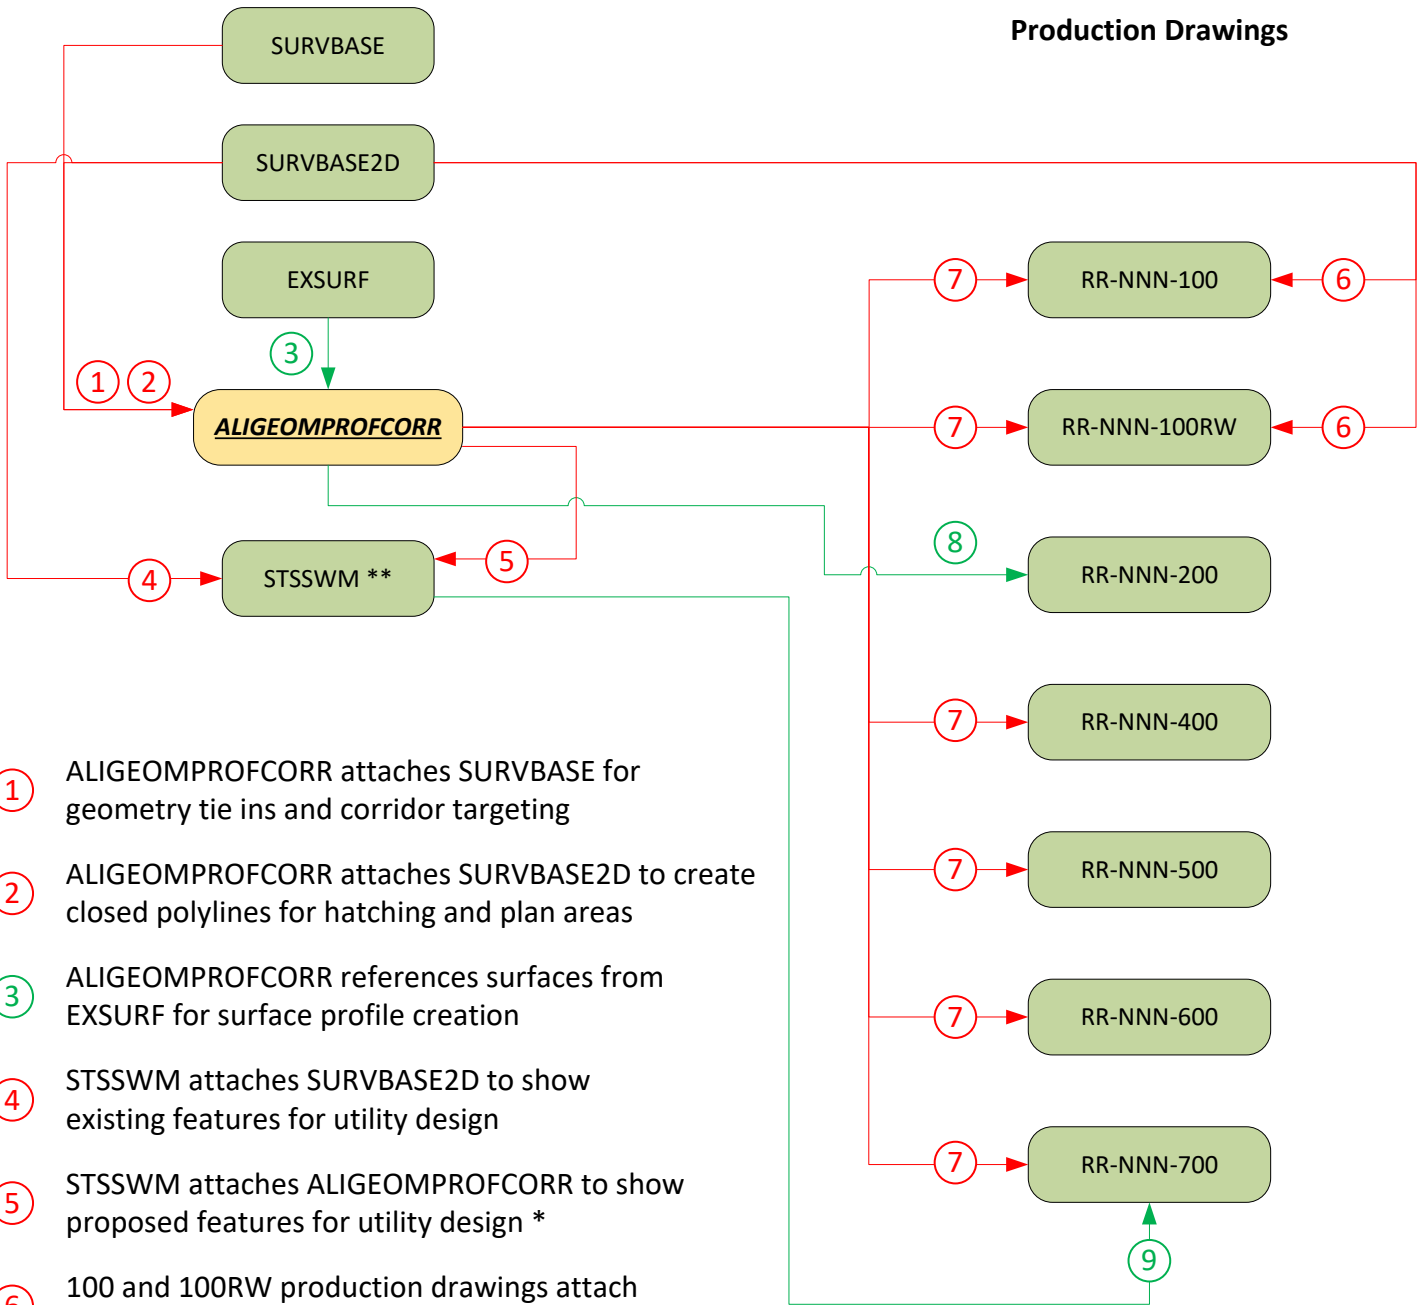 Production Drawings
SURVBASE
SURVBASE2D
EXSURF
RR-NNN-100
7
6
3
1 2
ALIGEOMPROFCORR
7
RR-NNN-100RW
6
8
5
4
STSSWM **
RR-NNN-200
7
RR-NNN-400
1
ALIGEOMPROFCORR attaches SURVBASE for
geometry tie ins and corridor targeting
2
ALIGEOMPROFCORR attaches SURVBASE2D to create
closed polylines for hatching and plan areas
7
RR-NNN-500
3
ALIGEOMPROFCORR references surfaces from
EXSURF for surface profile creation
7
RR-NNN-600
4
STSSWM attaches SURVBASE2D to show
existing features for utility design
7
RR-NNN-700
5
STSSWM attaches ALIGEOMPROFCORR to show
proposed features for utility design *
9
6
100 and 100RW production drawings attach